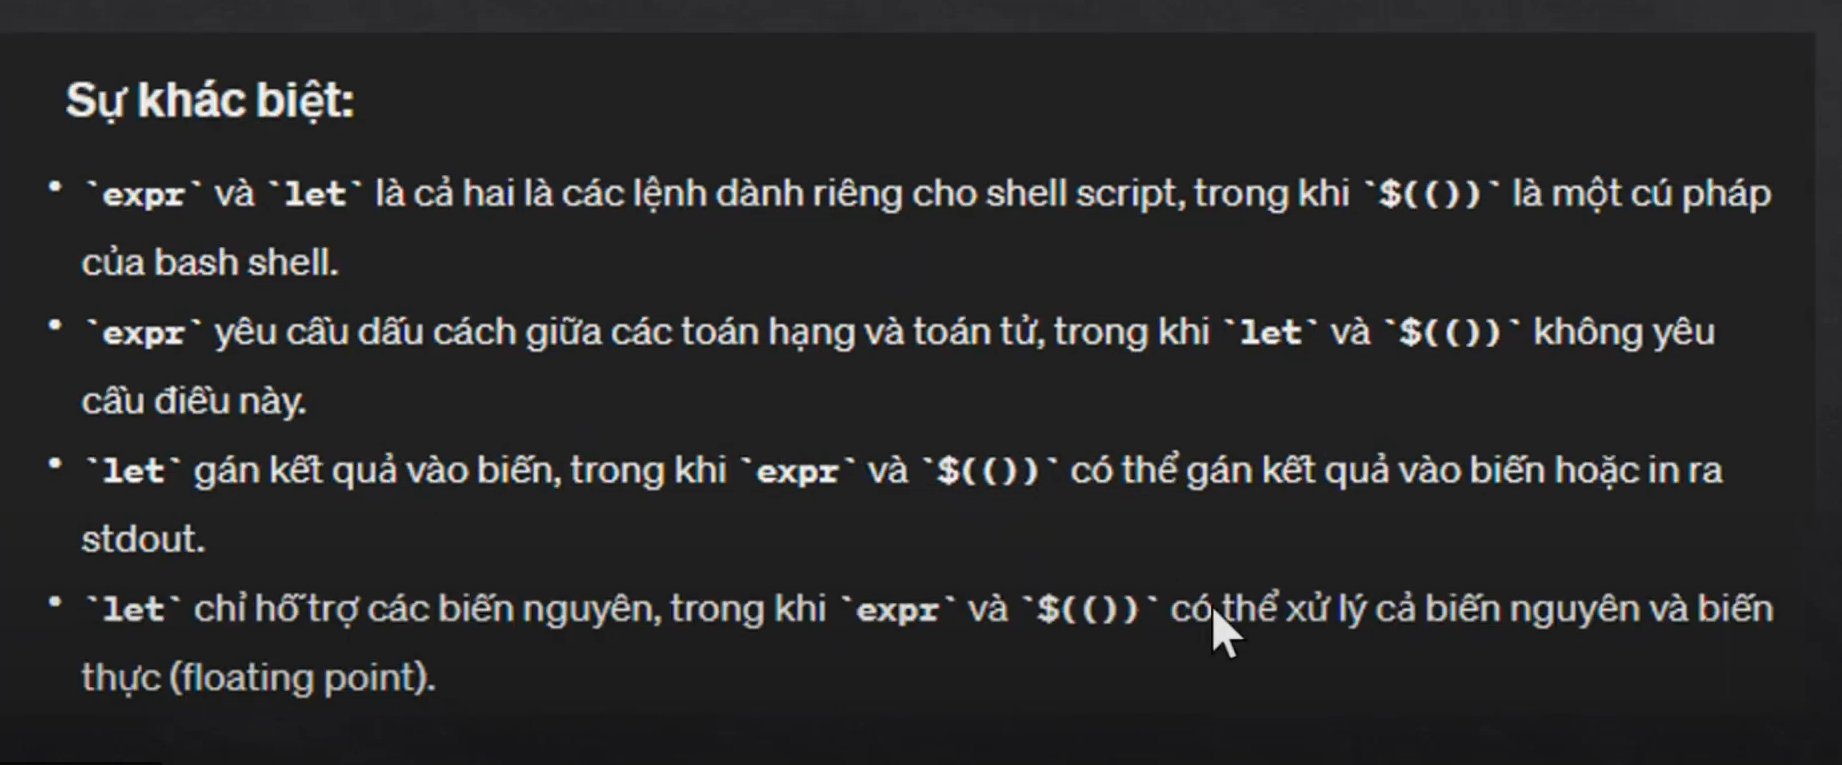 Sự khác biệt:
• `expr` và `let` là cả hai là các lệnh dành riêng cho shell script, trong khi `$(())` là một cú pháp
của bash shell.
• `expr` yêu cầu dấu cách giữa các toán hạng và toán tử, trong khi `let` và `$(())` không yêu
cầu điều này.
• `let` gán kết quả vào biến, trong khi `expr` và `$(())` có thể gán kết quả vào biến hoặc in ra
stdout.
• `let` chỉ hỗ trợ các biến nguyên, trong khi `expr` và `$(())` có thể xử lý cả biến nguyên và biến
thực (floating point).